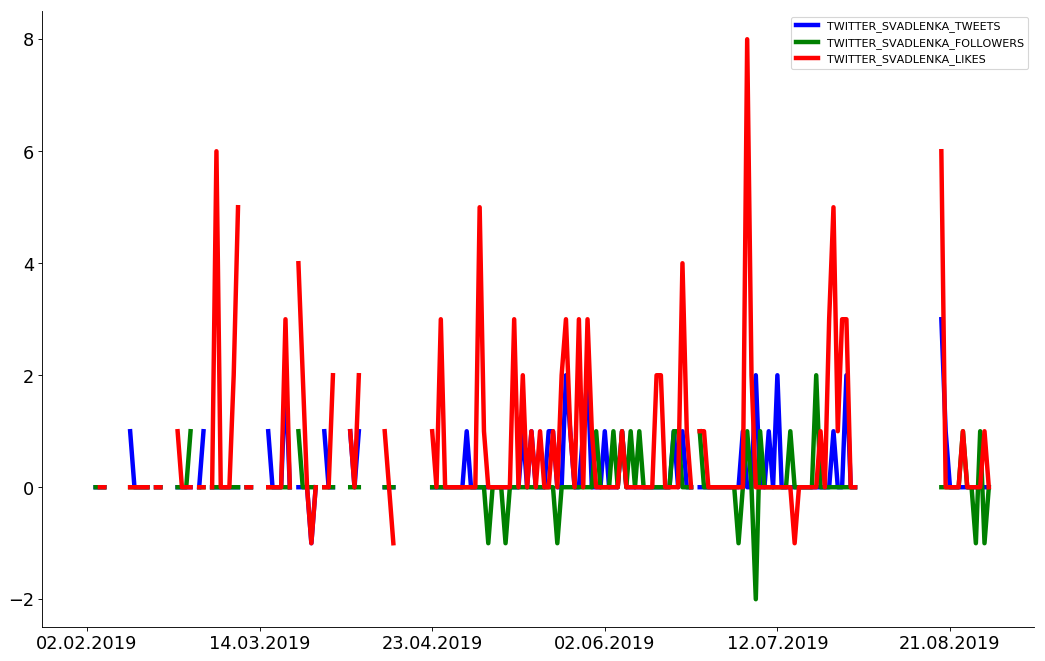 TWITTER_SVADLENKA_TWEETS
TWITTER_SVADLENKA_FOLLOWERS
TWITTER_SVADLENKA_LIKES
8
6
4
2
0
−2
02.02.2019 14.03.2019 23.04.2019 02.06.2019 12.07.2019 21.08.2019